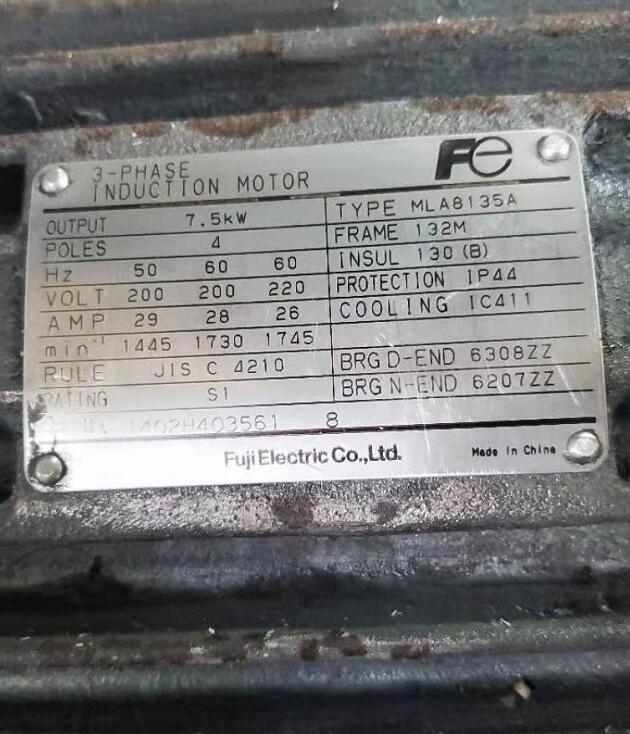 Fe
3-PHASE
INDUCTION MOTOR
OUTPUT 7.5kW
POLES 4
Hz 50 60 60
VOLT 200 200 220
AMP 29 28 26
min⁻¹ 1445 1730 1745
RULE JIS C 4210
RATING S1
1402H403561 8
TYPE MLA8135A
FRAME 132M
INSUL 130 (B)
PROTECTION IP44
COOLING IC411
BRG D-END 6308ZZ
BRG N-END 6207ZZ
Fuji Electric Co.,Ltd.
Made in China